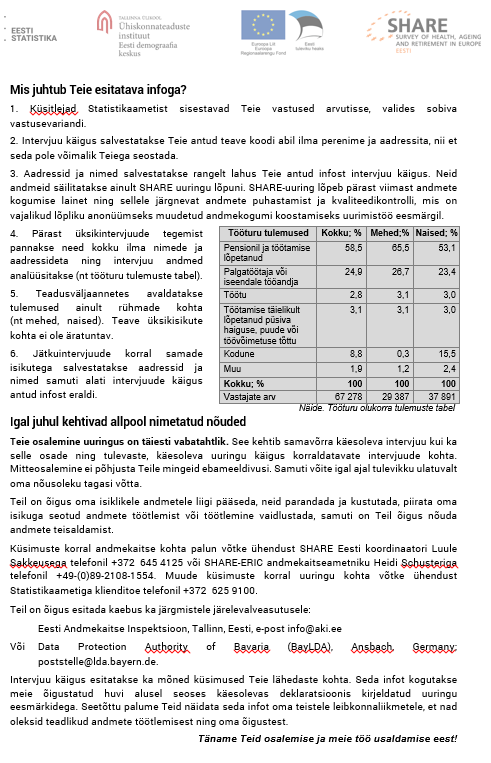 EESTI
STATISTIKA
TALLINNA ÜLIKOOL
Ühiskonnateaduste
instituut
Eesti demograafia
keskus
Euroopa Liit
Euroopa
Regionaalarengu Fond
Eesti
tuleviku heaks
SHARE
SURVEY OF HEALTH, AGEING
AND RETIREMENT IN EUROPE
EESTI
Mis juhtub Teie esitatava infoga?
1. Küsitlejad Statistikaametist sisestavad Teie vastused arvutisse, valides sobiva
vastusevariandi.
2. Intervjuu käigus salvestatakse Teie antud teave koodi abil ilma perenime ja aadressita, nii et
seda pole võimalik Teiega seostada.
3. Aadressid ja nimed salvestatakse rangelt lahus Teie antud infost intervjuu käigus. Neid
andmeid säilitatakse ainult SHARE uuringu lõpuni. SHARE-uuring lõpeb pärast viimast andmete
kogumise lainet ning sellele järgnevat andmete puhastamist ja kvaliteedikontrolli, mis on
vajalikud lõpliku anonüümseks muudetud andmekogumi koostamiseks uurimistöö eesmärgil.
4. Pärast üksikintervjuude tegemist
pannakse need kokku ilma nimede ja
aadressideta ning intervjuu andmed
analüüsitakse (nt tööturu tulemuste tabel).
5. Teadusväljaannetes avaldatakse
tulemused ainult rühmade kohta
(nt mehed, naised). Teave üksikisikute
kohta ei ole äratuntav.
6. Jätkuintervjuude korral samade
isikutega salvestatakse aadressid ja
nimed samuti alati intervjuude käigus
antud infost eraldi.
Tööturu tulemused Kokku; % Mehed;% Naised; %
Pensionil ja töötamise
lõpetanud 58,5 65,5 53,1
Palgatöötaja või
iseendale tööandja 24,9 26,7 23,4
Töötu 2,8 3,1 3,0
Töötamise täielikult
lõpetanud püsiva
haiguse, puude või
töövõimetuse tõttu 3,1 3,1 3,0
Kodune 8,8 0,3 15,5
Muu 1,9 1,2 2,4
Kokku; % 100 100 100
Vastajate arv 67 278 29 387 37 891
Näide. Tööturu olukorra tulemuste tabel
Igal juhul kehtivad allpool nimetatud nõuded
Teie osalemine uuringus on täiesti vabatahtlik. See kehtib samavõrra käesoleva intervjuu kui ka
selle osade ning tulevaste, käesoleva uuringu käigus korraldatavate intervjuude kohta.
Mitteosalemine ei põhjusta Teile mingeid ebameeldivusi. Samuti võite igal ajal tulevikku ulatuvalt
oma nõusoleku tagasi võtta.
Teil on õigus oma isiklikele andmetele liigi pääseda, neid parandada ja kustutada, piirata oma
isikuga seotud andmete töötlemist või töötlemine vaidlustada, samuti on Teil õigus nõuda
andmete teisaldamist.
Küsimuste korral andmekaitse kohta palun võtke ühendust SHARE Eesti koordinaatori Luule
Sakkeusega telefonil +372 645 4125 või SHARE-ERIC andmekaitseametniku Heidi Schusteriga
telefonil +49-(0)89-2108-1554. Muude küsimuste korral uuringu kohta võtke ühendust
Statistikaametiga klienditoe telefonil +372 625 9100.
Teil on õigus esitada kaebus ka järgmistele järelevalveasutusele:
Eesti Andmekaitse Inspektsioon, Tallinn, Eesti, e-post info@aki.ee
Või Data Protection Authority of Bavaria (BayLDA), Ansbach, Germany;
poststelle@lda.bayern.de.
Intervjuu käigus esitatakse ka mõned küsimused Teie lähedaste kohta. Seda infot kogutakse
meie õigustatud huvi alusel seoses käesolevas deklaratsioonis kirjeldatud uuringu
eesmärkidega. Seetõttu palume Teid näidata seda infot oma teistele leibkonnaliikmetele, et nad
oleksid teadlikud andmete töötlemisest ning oma õigustest.
Täname Teid osalemise ja meie töö usaldamise eest!